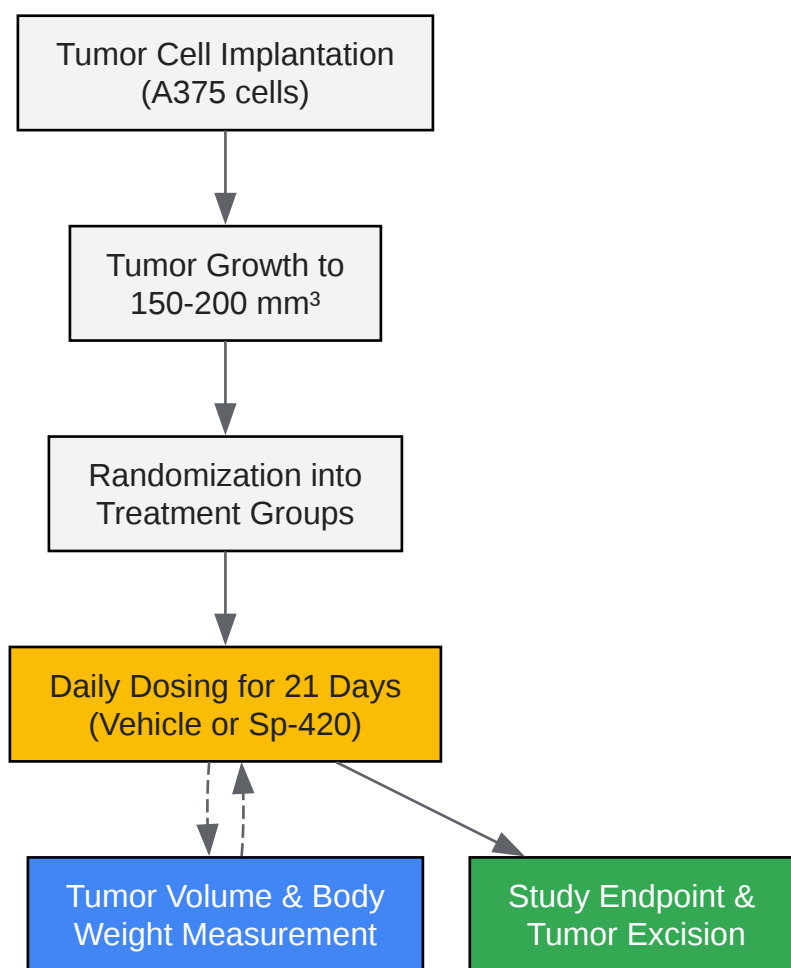 Tumor Cell Implantation
(A375 cells)
Tumor Growth to
150-200 mm³
Randomization into
Treatment Groups
Daily Dosing for 21 Days
(Vehicle or Sp-420)
Tumor Volume & Body
Weight Measurement
Study Endpoint &
Tumor Excision